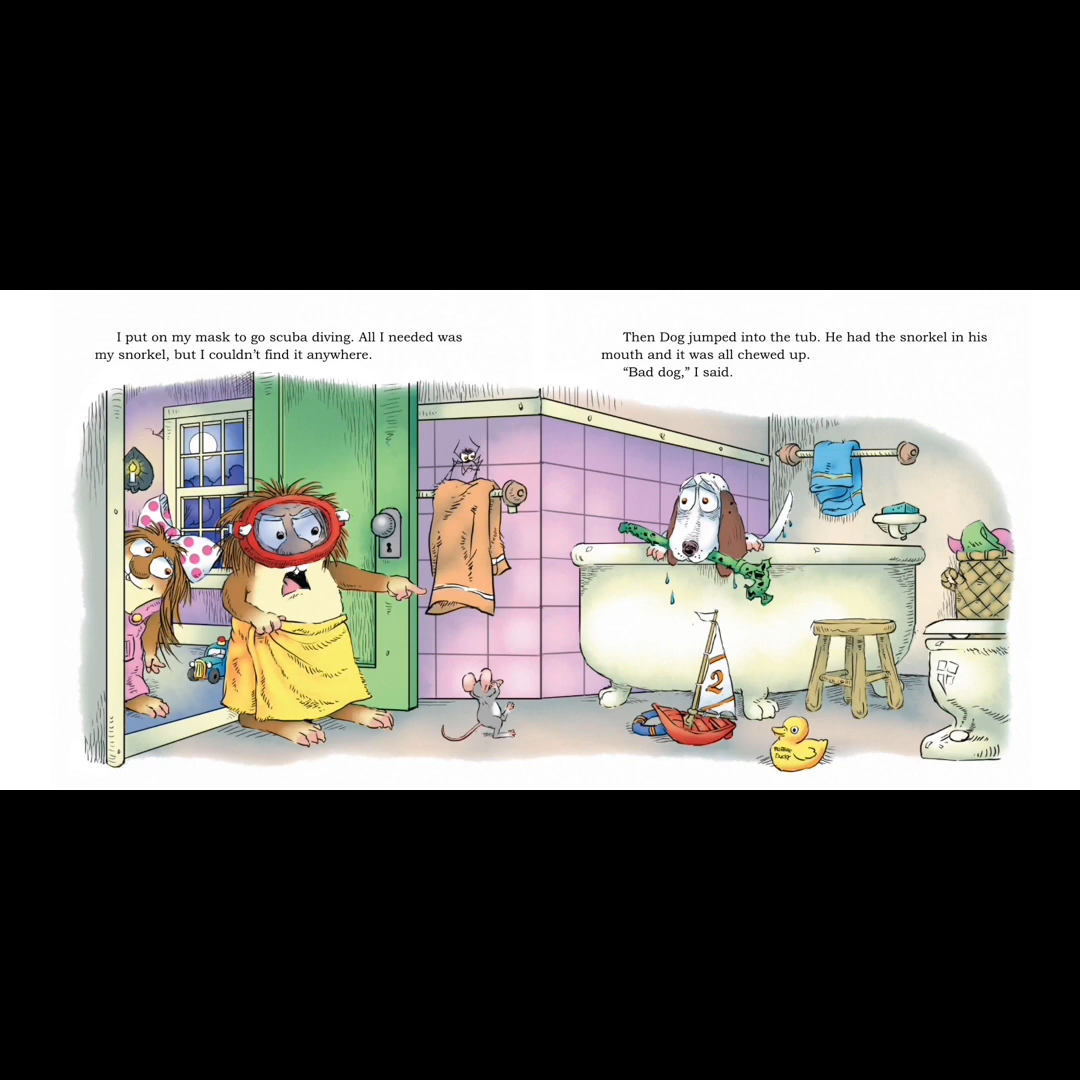 I put on my mask to go scuba diving. All I needed was
my snorkel, but I couldn’t find it anywhere.
Then Dog jumped into the tub. He had the snorkel in his
mouth and it was all chewed up.
“Bad dog,” I said.
2
RUBBER
DUCKY